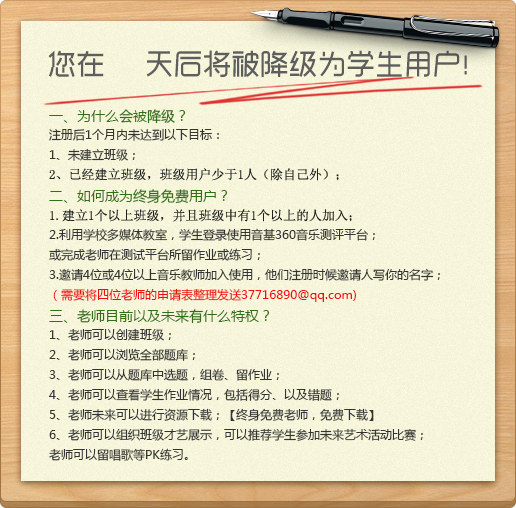 您在 天后将被降级为学生用户!
一、为什么会被降级？
注册后1个月内未达到以下目标：
1、未建立班级；
2、已经建立班级，班级用户少于1人（除自己外）；
二、如何成为终身免费用户？
1. 建立1个以上班级，并且班级中有1个以上的人加入；
2.利用学校多媒体教室，学生登录使用音基360音乐测评平台；
或完成老师在测试平台所留作业或练习；
3.邀请4位或4位以上音乐教师加入使用，他们注册时候邀请人写你的名字；
（需要将四位老师的申请表整理发送37716890@qq.com)
三、老师目前以及未来有什么特权？
1、老师可以创建班级；
2、老师可以浏览全部题库；
3、老师可以从题库中选题，组卷、留作业；
4、老师可以查看学生作业情况，包括得分、以及错题；
5、老师未来可以进行资源下载；【终身免费老师，免费下载】
6、老师可以组织班级才艺展示，可以推荐学生参加未来艺术活动比赛；
老师可以留唱歌等PK练习。